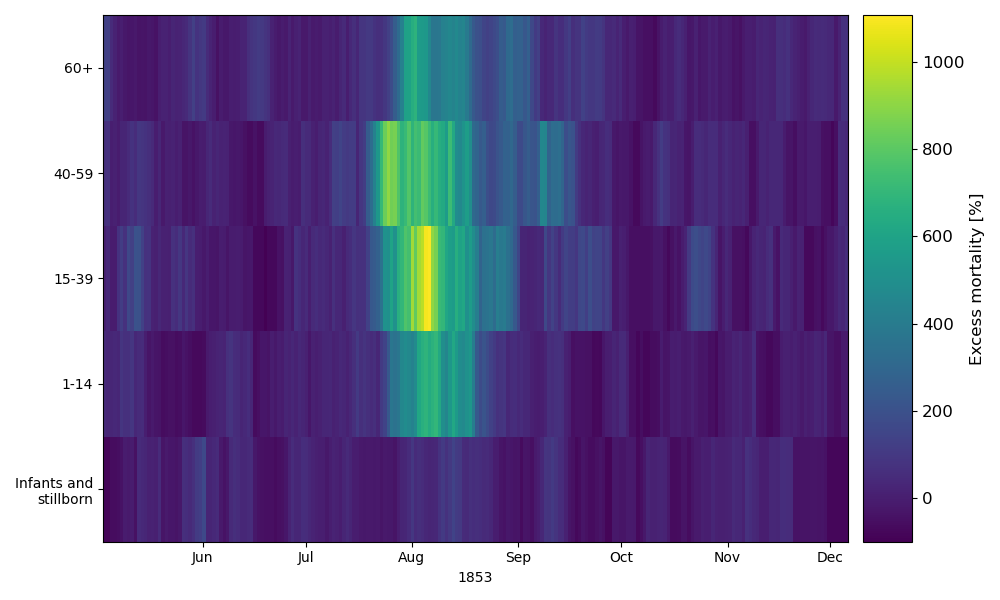 60+
40-59
15-39
1-14
Infants and
stillborn
Jun
Jul
Aug
Sep
Oct
Nov
Dec
1853
1000
800
600
400
200
0
Excess mortality [%]